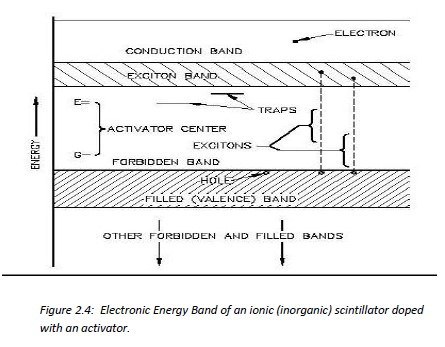 ELECTRON
CONDUCTION BAND
EXCITON BAND
E
TRAPS
ACTIVATOR CENTER
EXCITONS
ENERGY
G
FORBIDDEN BAND
HOLE
FILLED (VALENCE) BAND
OTHER FORBIDDEN AND FILLED BANDS
Figure 2.4: Electronic Energy Band of an ionic (inorganic) scintillator doped
with an activator.